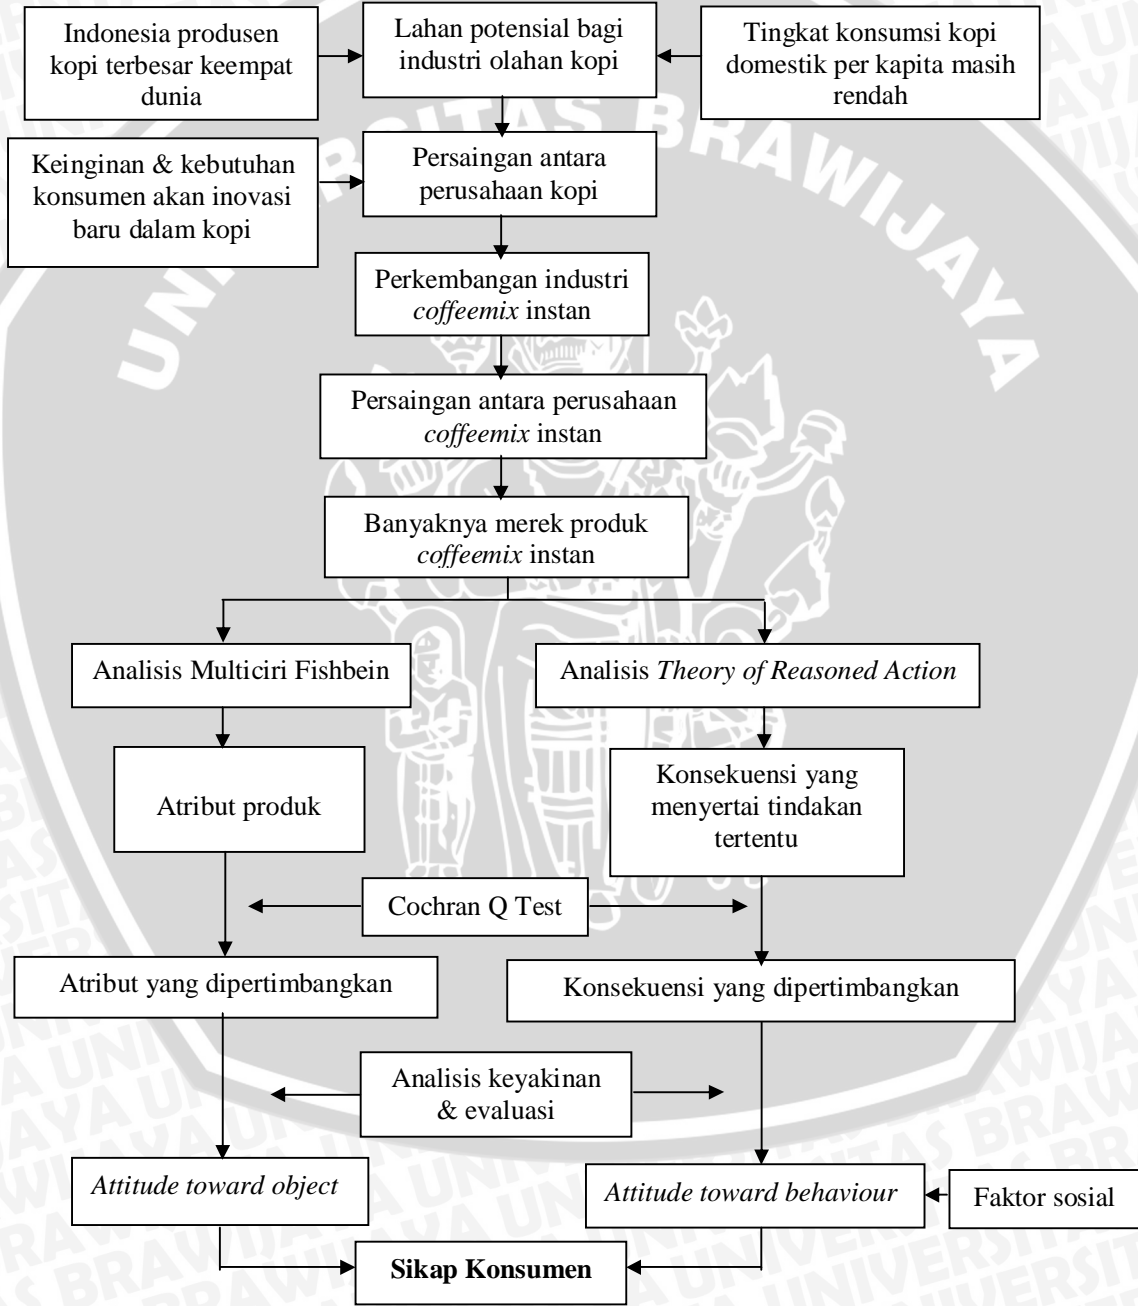 Indonesia produsen
kopi terbesar keempat
dunia
Lahan potensial bagi
industri olahan kopi
Tingkat konsumsi kopi
domestik per kapita masih
rendah
Keinginan & kebutuhan
konsumen akan inovasi
baru dalam kopi
Persaingan antara
perusahaan kopi
Perkembangan industri
coffeemix instan
Persaingan antara perusahaan
coffeemix instan
Banyaknya merek produk
coffeemix instan
Analisis Multiciri Fishbein
Analisis Theory of Reasoned Action
Atribut produk
Konsekuensi yang
menyertai tindakan
tertentu
Cochran Q Test
Atribut yang dipertimbangkan
Konsekuensi yang dipertimbangkan
Analisis keyakinan
& evaluasi
Attitude toward object
Attitude toward behaviour
Faktor sosial
Sikap Konsumen